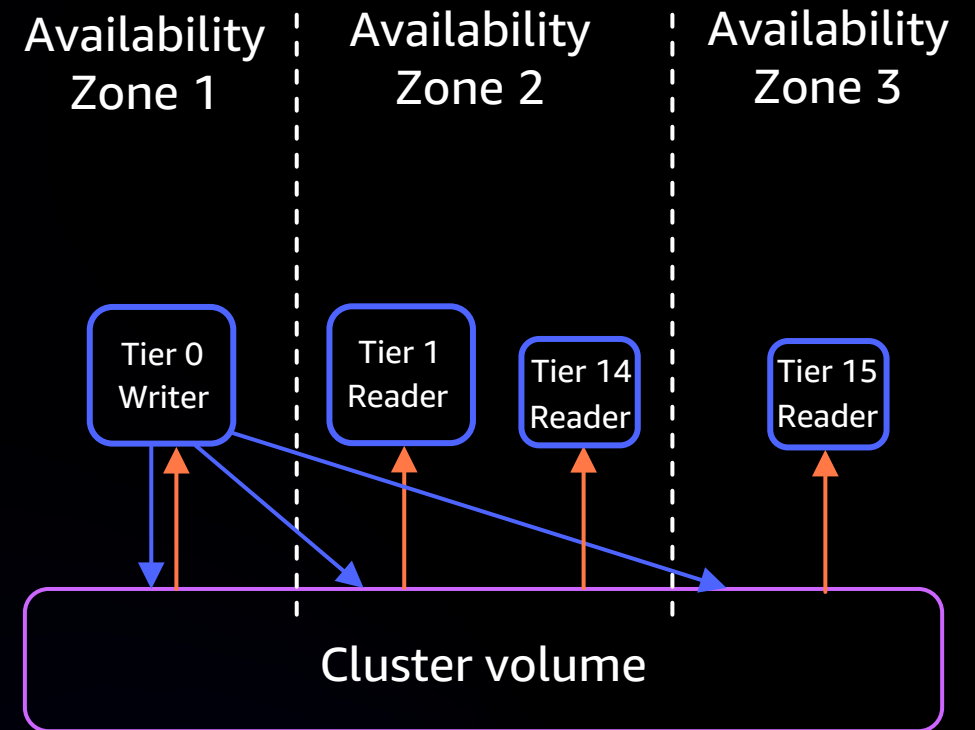 Availability
Zone 1
Availability
Zone 2
Availability
Zone 3
Tier 0
Writer
Tier 1
Reader
Tier 14
Reader
Tier 15
Reader
Cluster volume